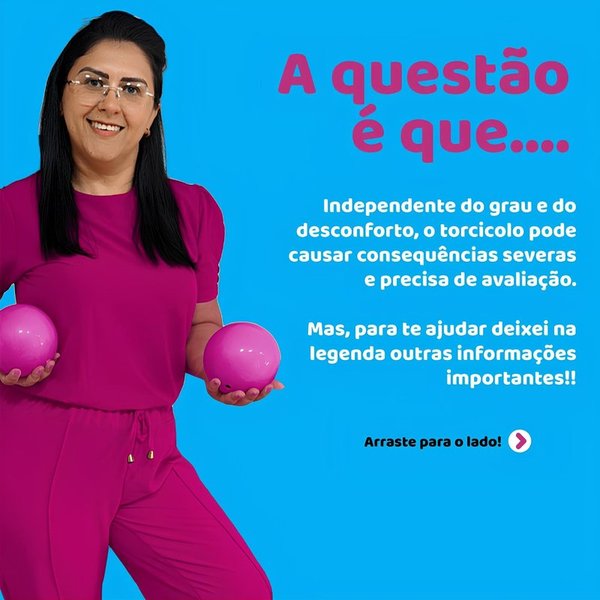 A questão
é que....
Independente do grau e do
desconforto, o torcicolo pode
causar consequências severas
e precisa de avaliação.
Mas, para te ajudar deixei na
legenda outras informações
importantes!!
Arraste para o lado!